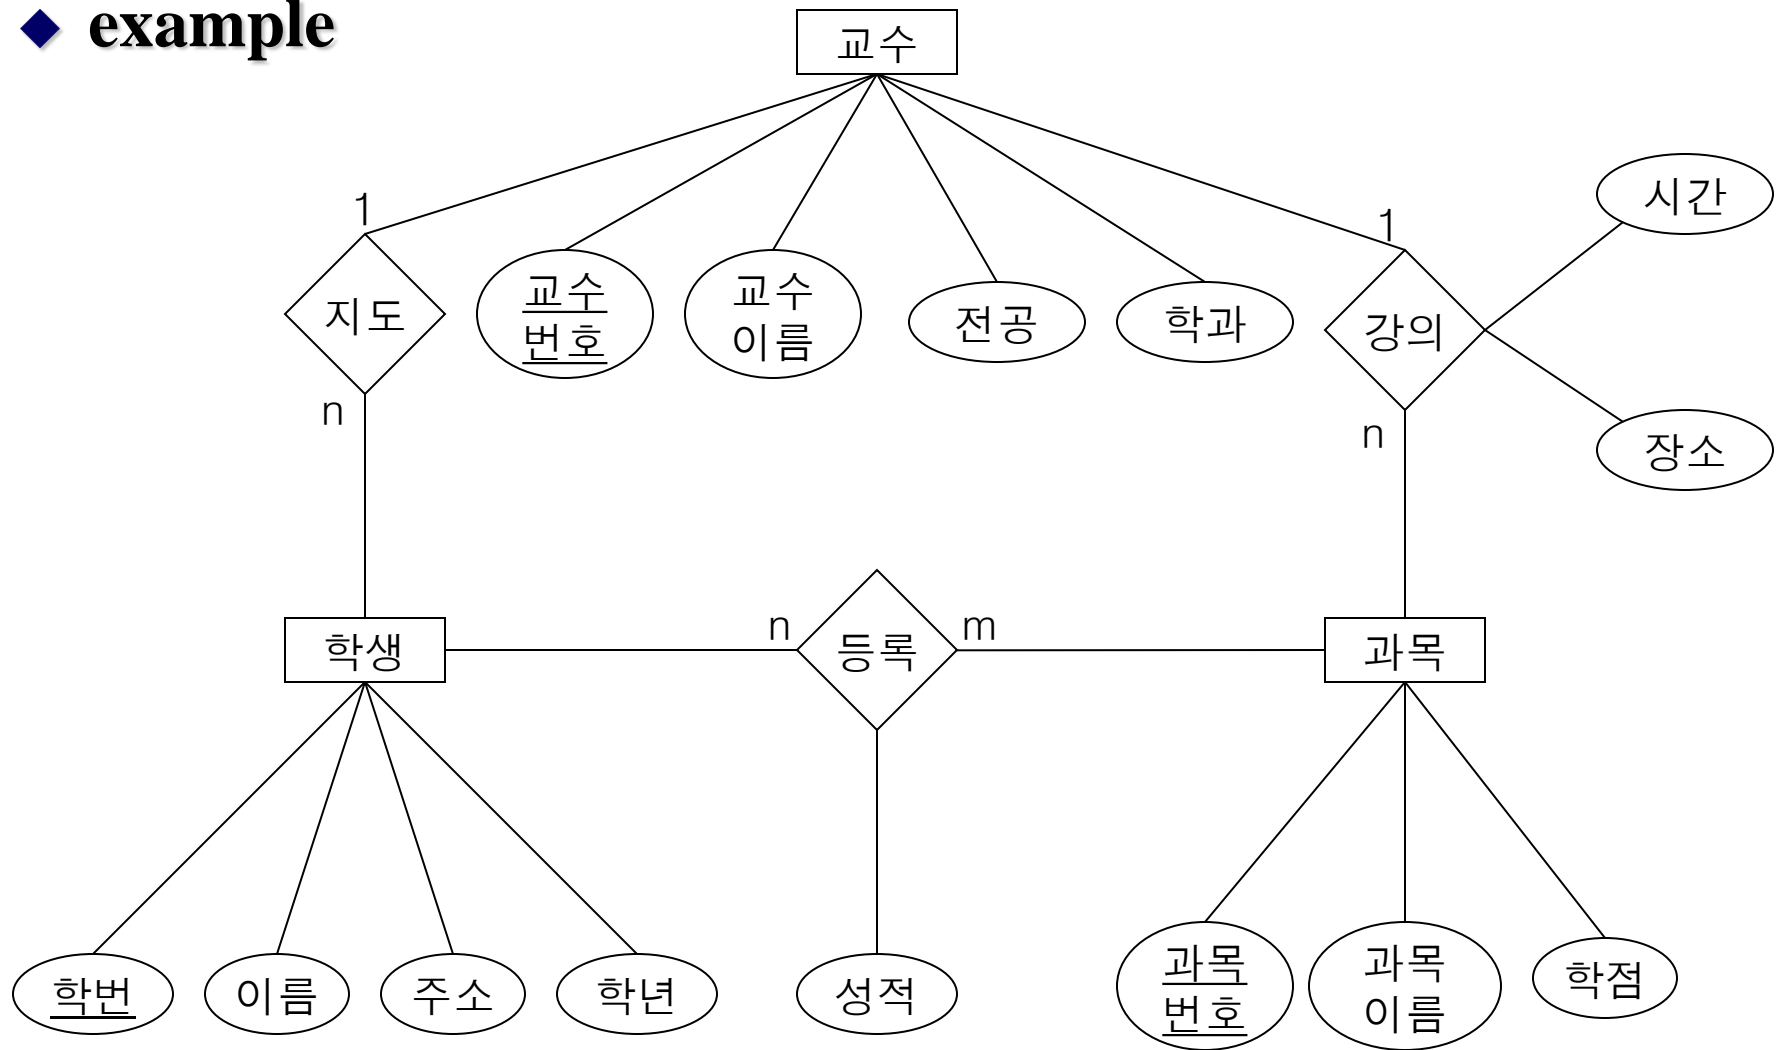 example
교수
1
1
시간
지도
교수
번호
교수
이름
전공
학과
강의
n
n
장소
학생
n
등록
m
과목
학번
이름
주소
학년
성적
과목
번호
과목
이름
학점